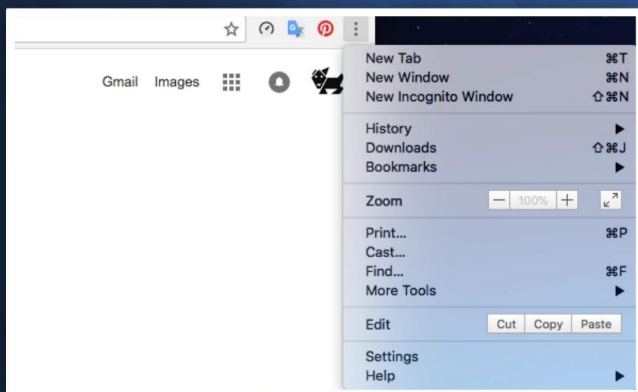 Gmail Images
New Tab ⌘T
New Window ⌘N
New Incognito Window ⇧⌘N
History ▶
Downloads ⇧⌘J
Bookmarks ▶
Zoom — 100% +
Print... ⌘P
Cast...
Find... ⌘F
More Tools ▶
Edit Cut Copy Paste
Settings
Help ▶